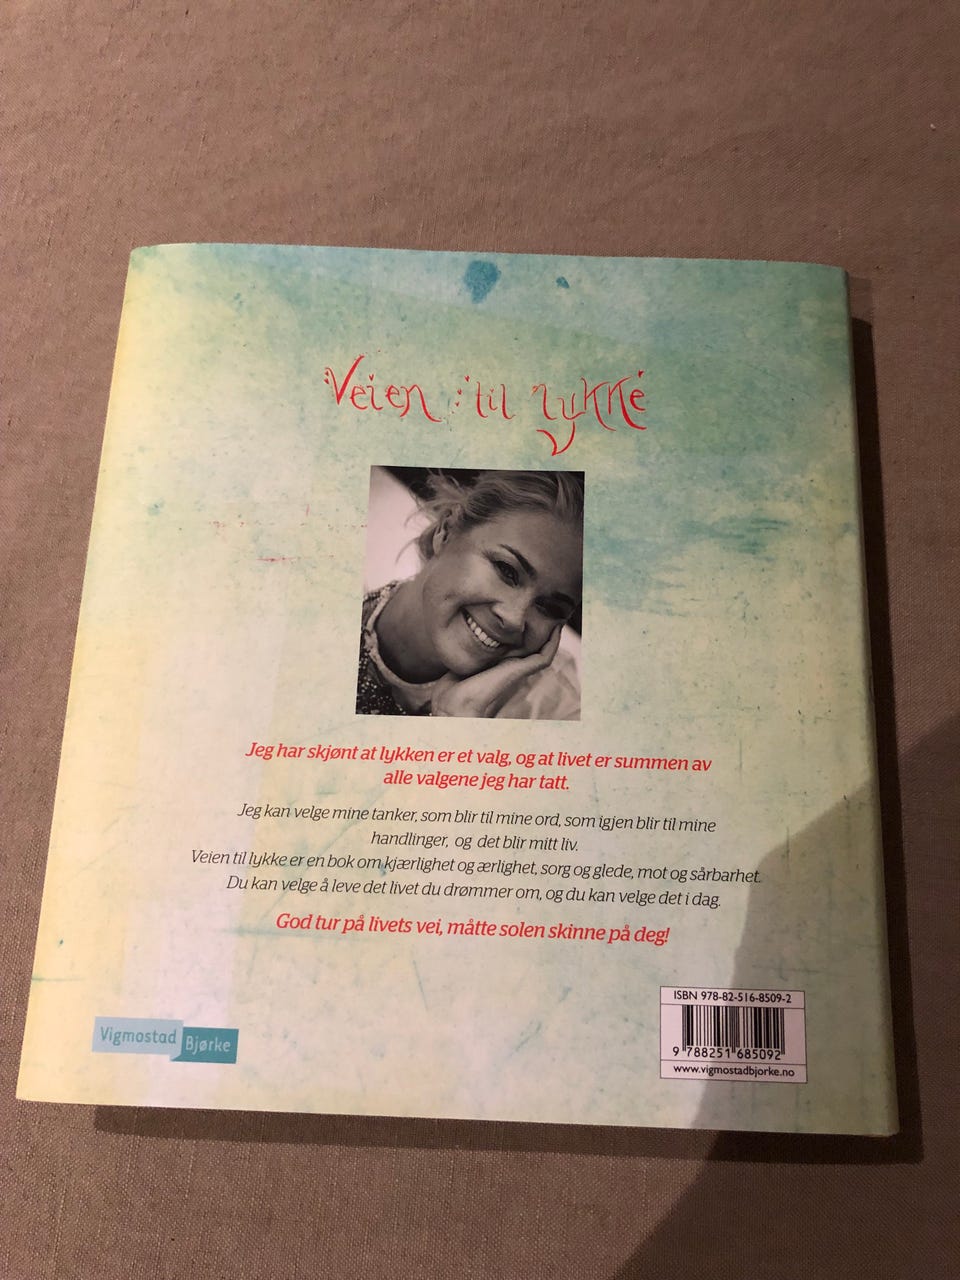 Veien til lykke
Jeg har skjønt at lykken er et valg, og at livet er summen av
alle valgene jeg har tatt.
Jeg kan velge mine tanker, som blir til mine ord, som igjen blir til mine
handlinger, og det blir mitt liv.
Veien til lykke er en bok om kjærlighet og ærlighet, sorg og glede, mot og sårbarhet.
Du kan velge å leve det livet du drømmer om, og du kan velge det i dag.
God tur på livets vei, måtte solen skinne på deg!
Vigmostad
Bjørke
ISBN 978-82-516-8509-2
9 788251 685092
www.vigmostadbjorke.no